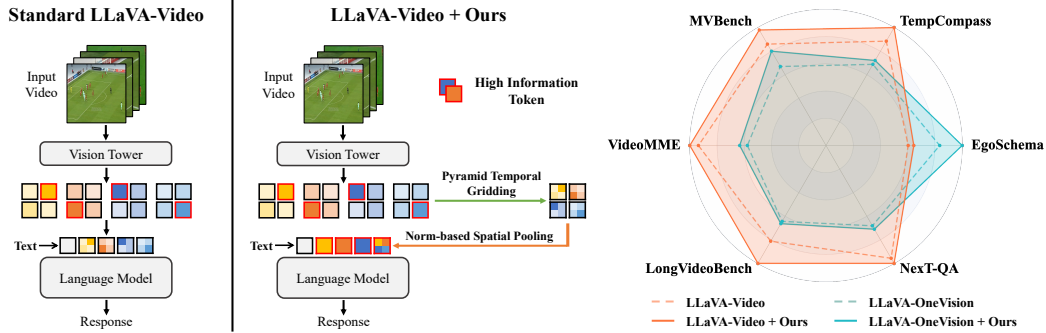 Standard LLaVA-Video
Input
Video
Vision Tower
Text
Language Model
Response
LLaVA-Video + Ours
Input
Video
High Information
Token
Vision Tower
Pyramid Temporal
Gridding
Norm-based Spatial Pooling
Text
Language Model
Response
MVBench
TempCompass
VideoMME
EgoSchema
LongVideoBench
NexT-QA
LLaVA-Video
LLaVA-OneVision
LLaVA-Video + Ours
LLaVA-OneVision + Ours